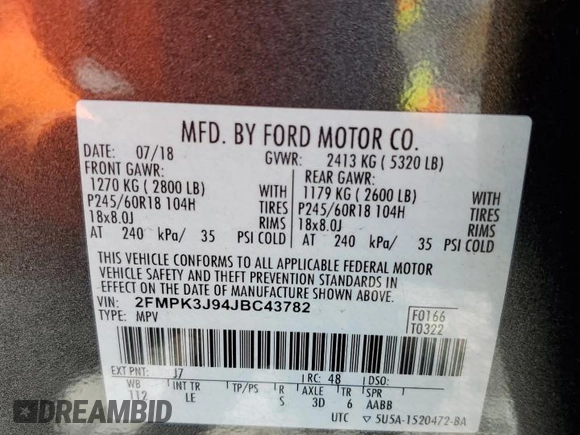 MFD. BY FORD MOTOR CO.
DATE: 07/18 GVWR: 2413 KG ( 5320 LB)
FRONT GAWR: REAR GAWR:
1270 KG ( 2800 LB) WITH 1179 KG ( 2600 LB) WITH
P245/60R18 104H TIRES P245/60R18 104H TIRES
18x8.0J RIMS 18x8.0J RIMS
AT 240 kPa/ 35 PSI COLD AT 240 kPa/ 35 PSI COLD
THIS VEHICLE CONFORMS TO ALL APPLICABLE FEDERAL MOTOR
VEHICLE SAFETY AND THEFT PREVENTION STANDARDS IN
EFFECT ON THE DATE OF MANUFACTURE SHOWN ABOVE.
VIN: 2FMPK3J94JBC43782 F0166
TYPE: MPV T0322
EXT PNT: J7 RC: 48 DSO:
WB INT TR TP/PS R AXLE TR SPR
112 LE S 3D 6 AABB
UTC ▽ 5U5A-1520472-BA
DREAMBID